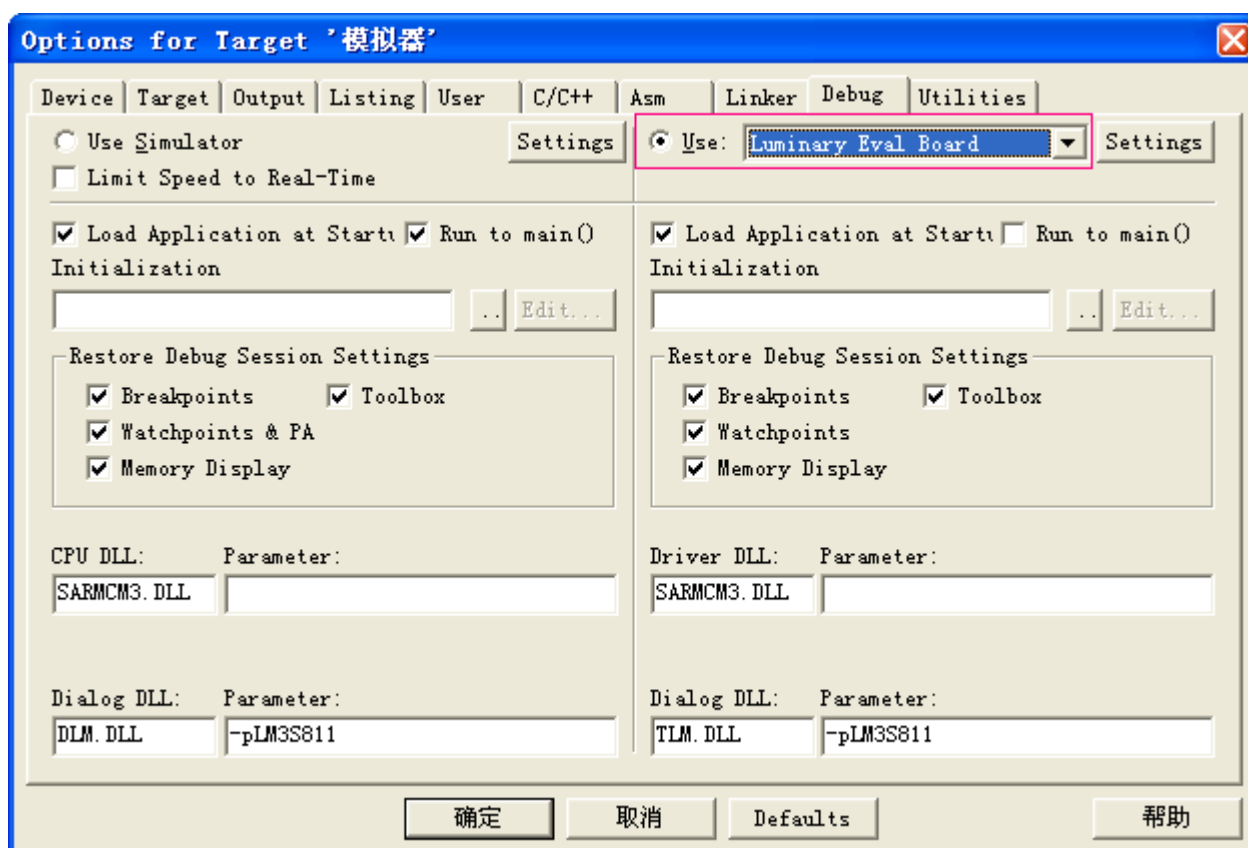 Options for Target '模拟器'
Device Target Output Listing User C/C++ Asm Linker Debug Utilities
Use Simulator Settings Use: Luminary Eval Board Settings
Limit Speed to Real-Time
Load Application at Startı Run to main() Load Application at Startı Run to main()
Initialization Initialization
.. Edit... .. Edit...
Restore Debug Session Settings Restore Debug Session Settings
Breakpoints Toolbox Breakpoints Toolbox
Watchpoints & PA Watchpoints
Memory Display Memory Display
CPU DLL: Parameter: Driver DLL: Parameter:
SARMCM3.DLL SARMCM3.DLL
Dialog DLL: Parameter: Dialog DLL: Parameter:
DLM.DLL -pLM3S811 TLM.DLL -pLM3S811
确定 取消 Defaults 帮助